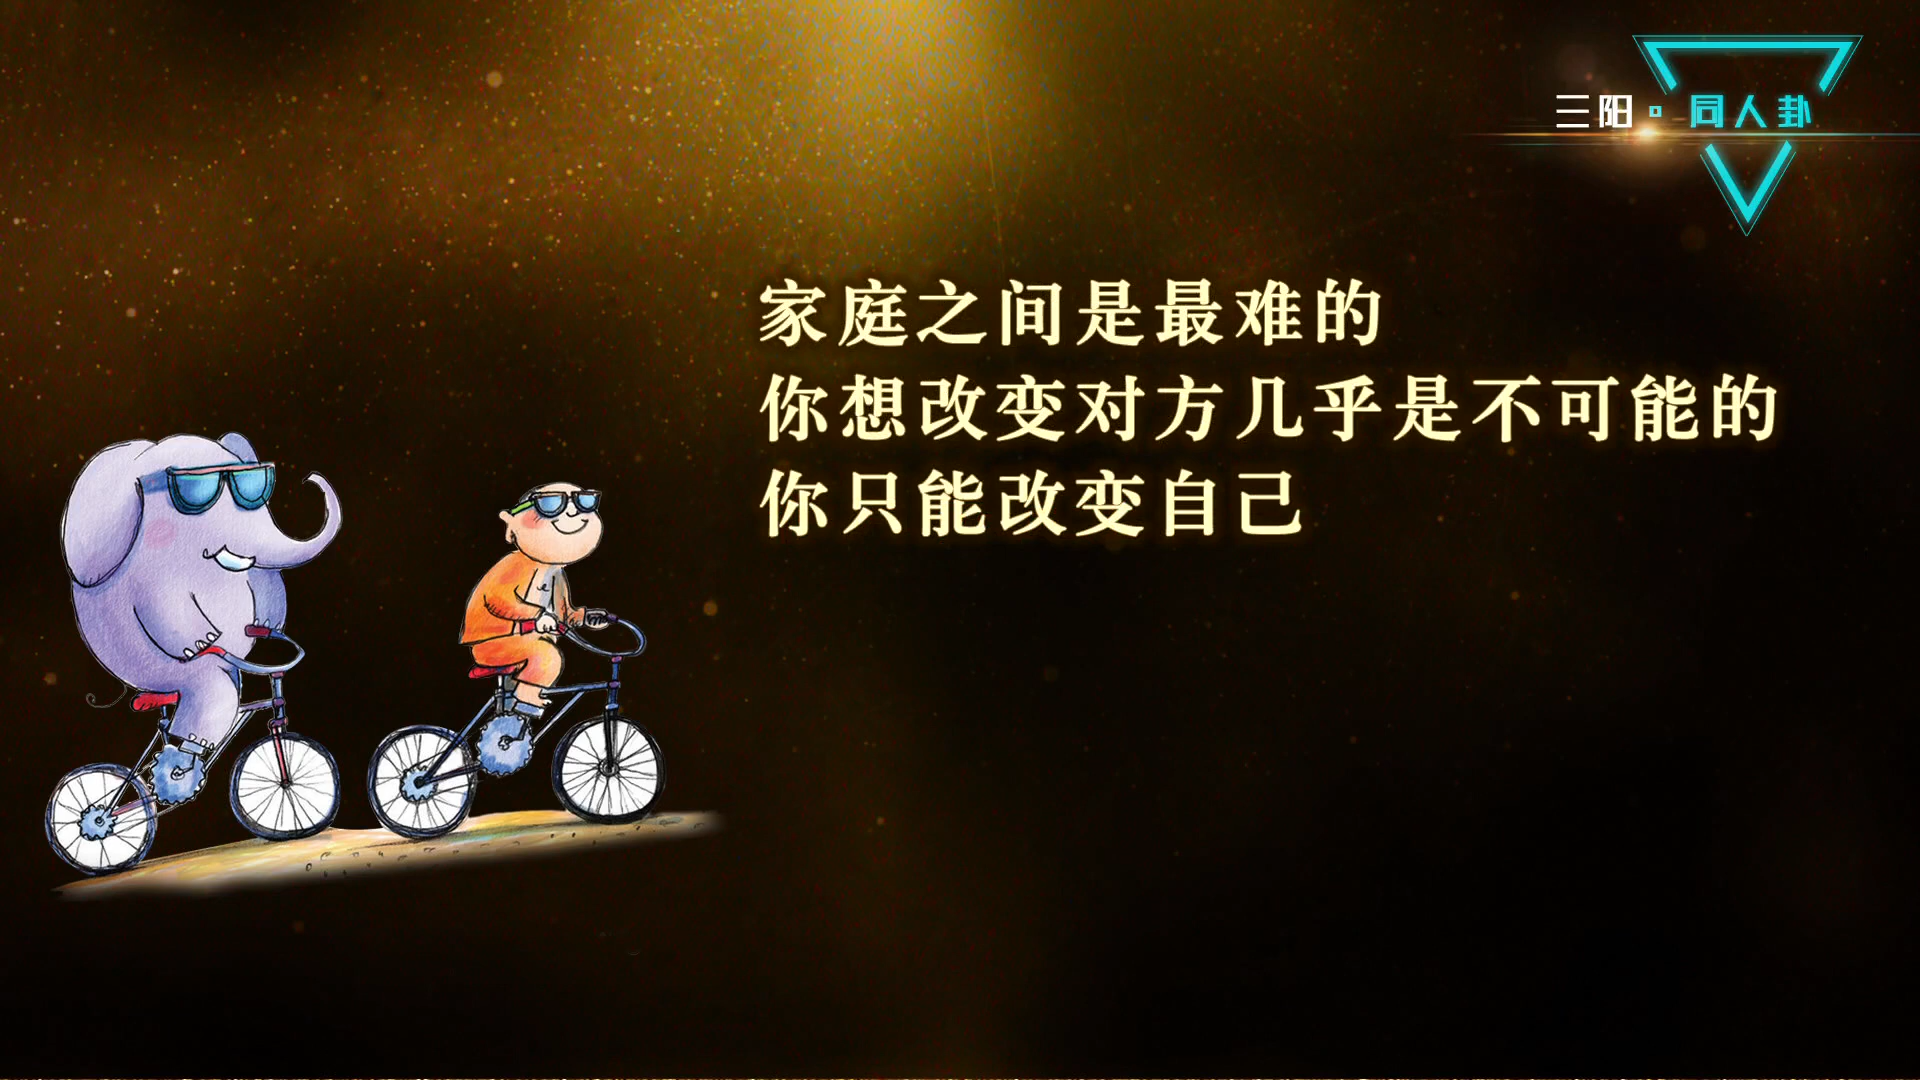 三阳·同人卦
家庭之间是最难的
你想改变对方几乎是不可能的
你只能改变自己